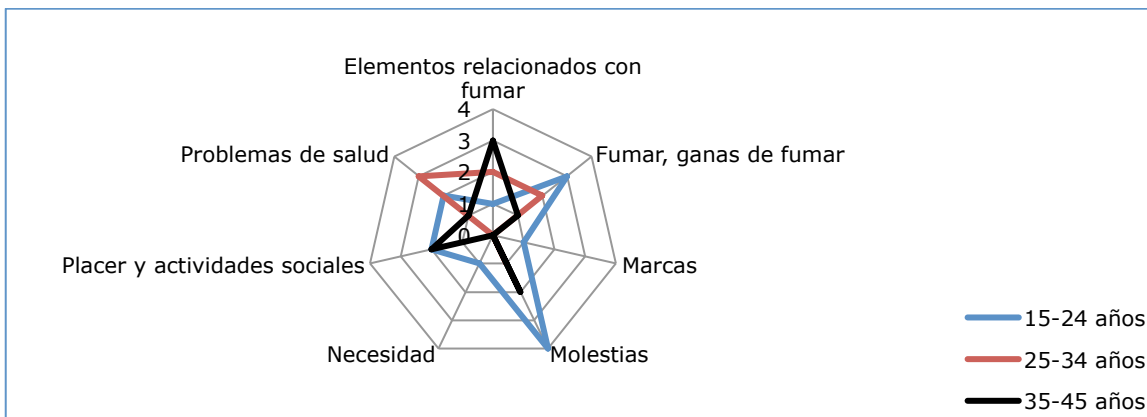 Elementos relacionados con
fumar
4
3
2
1
0
Problemas de salud
Fumar, ganas de fumar
Placer y actividades sociales
Marcas
Necesidad
Molestias
15-24 años
25-34 años
35-45 años